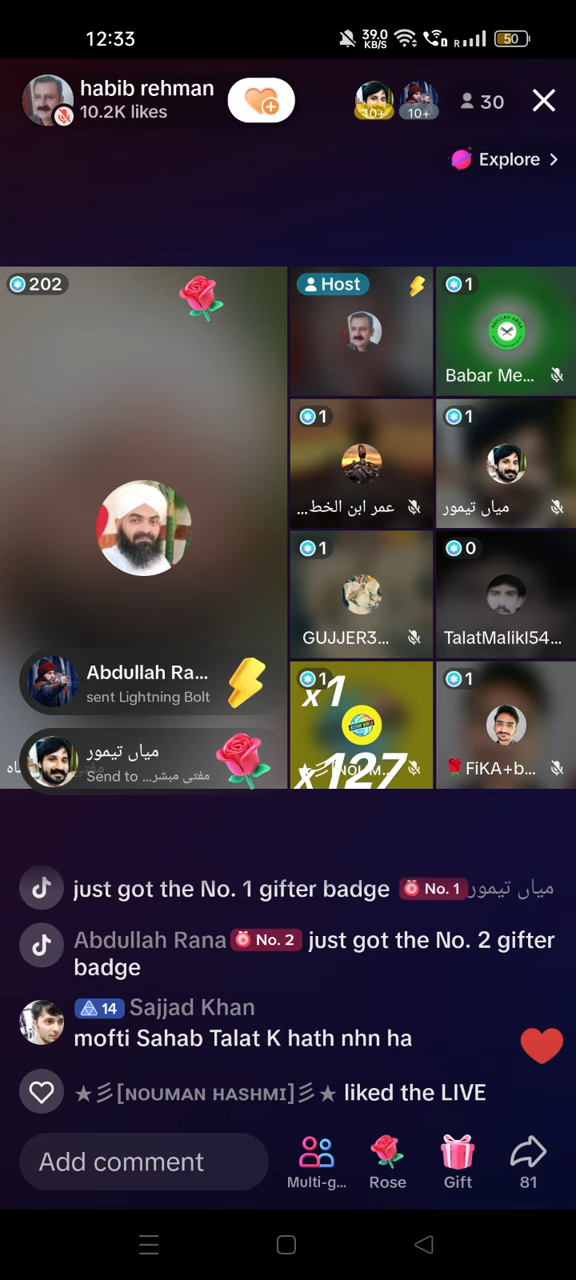 12:33
39.0
KB/S
R
50
habib rehman
10.2K likes
10+
10+
30
Explore
202
Host
1
Babar Me...
1
عمر ابن الخط...
1
میاں تیمور
1
GUJJER3...
0
TalatMalikl54...
1
x1
x127
1
🌹FiKA+b...
Abdullah Ra...
sent Lightning Bolt
میاں تیمور
Send to مفتی مبشر...
just got the No. 1 gifter badge No. 1 میاں تیمور
Abdullah Rana No. 2 just got the No. 2 gifter
badge
14 Sajjad Khan
mofti Sahab Talat K hath nhn ha
★彡[NOUMAN HASHMI]彡★ liked the LIVE
Add comment
Multi-g...
Rose
Gift
81